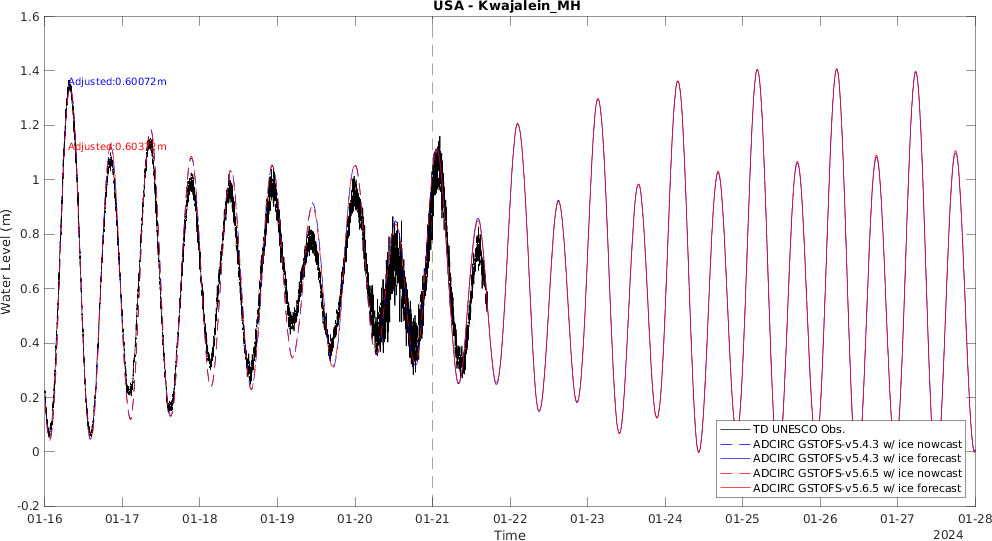 USA - Kwajalein_MH
1.6
1.4
1.2
1
0.8
0.6
0.4
0.2
0
-0.2
Water Level (m)
Adjusted:0.60072m
TD UNESCO Obs.
ADCIRC GSTOFS-v5.4.3 w/ ice nowcast
ADCIRC GSTOFS-v5.4.3 w/ ice forecast
ADCIRC GSTOFS-v5.6.5 w/ ice nowcast
ADCIRC GSTOFS-v5.6.5 w/ ice forecast
01-16 01-17 01-18 01-19 01-20 01-21 01-22 01-23 01-24 01-25 01-26 01-27 01-28
Time
2024